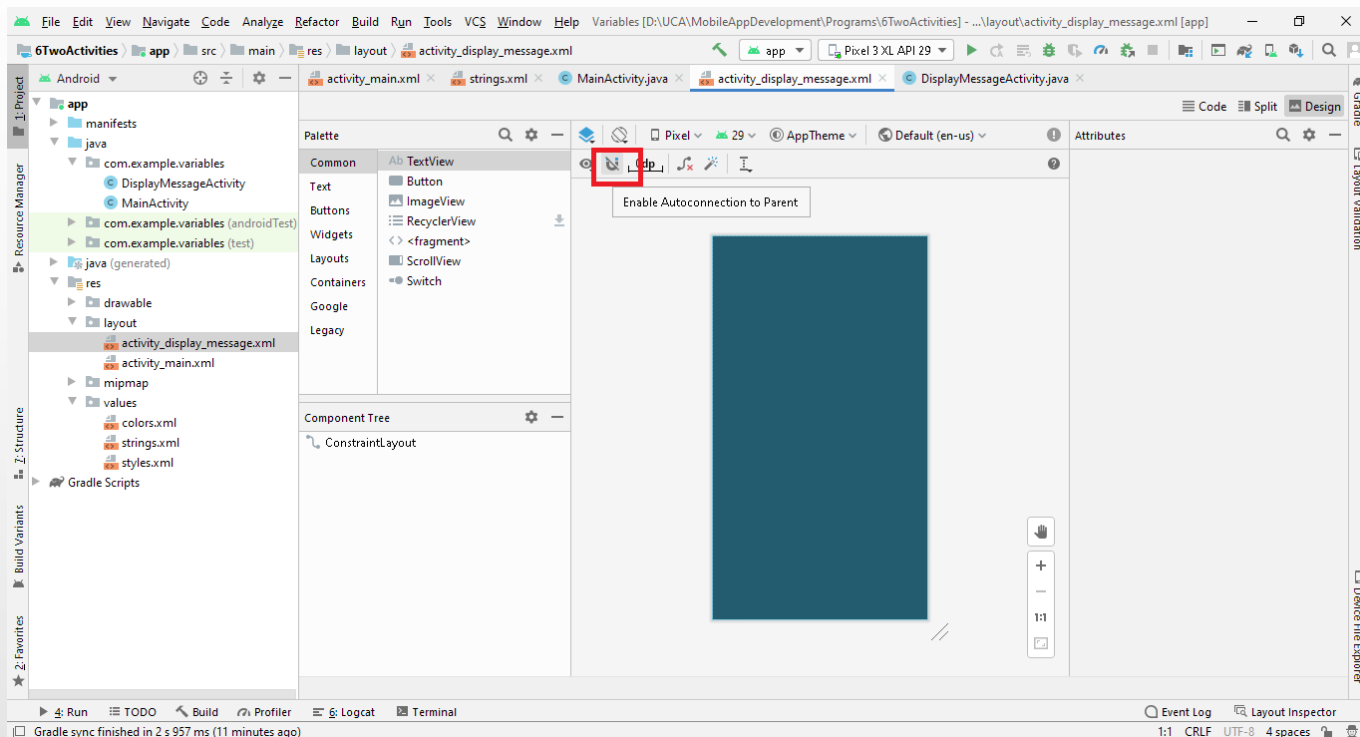 File Edit View Navigate Code Analyze Refactor Build Run Tools VCS Window Help Variables [D:\UCA\MobileAppDevelopment\Programs\6TwoActivities] - ...\layout\activity_display_message.xml [app]
6TwoActivities app src main res layout activity_display_message.xml app Pixel 3 XL API 29
1: Project
Resource Manager
7: Structure
Build Variants
2: Favorites
Android
app
manifests
java
com.example.variables
DisplayMessageActivity
MainActivity
com.example.variables (androidTest)
com.example.variables (test)
java (generated)
res
drawable
layout
activity_display_message.xml
activity_main.xml
mipmap
values
colors.xml
strings.xml
styles.xml
Gradle Scripts
activity_main.xml strings.xml MainActivity.java activity_display_message.xml DisplayMessageActivity.java
Code Split Design
Palette
Common
Text
Buttons
Widgets
Layouts
Containers
Google
Legacy
Ab TextView
Button
ImageView
RecyclerView
<fragment>
ScrollView
Switch
Component Tree
ConstraintLayout
Pixel 29 AppTheme Default (en-us)
0dp
Enable Autoconnection to Parent
1:1
Attributes
Gradle
Layout Validation
Device File Explorer
4: Run TODO Build Profiler 6: Logcat Terminal Event Log Layout Inspector
Gradle sync finished in 2 s 957 ms (11 minutes ago) 1:1 CRLF UTF-8 4 spaces